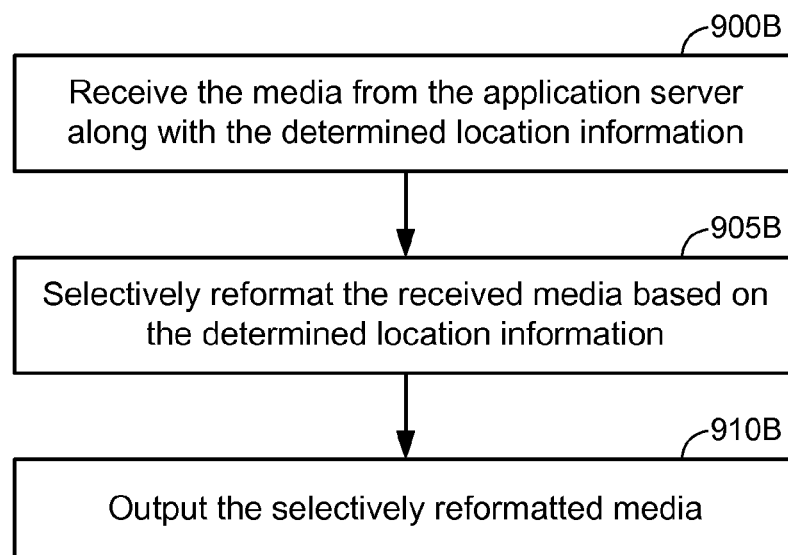 900B
Receive the media from the application server
along with the determined location information
905B
Selectively reformat the received media based on
the determined location information
910B
Output the selectively reformatted media